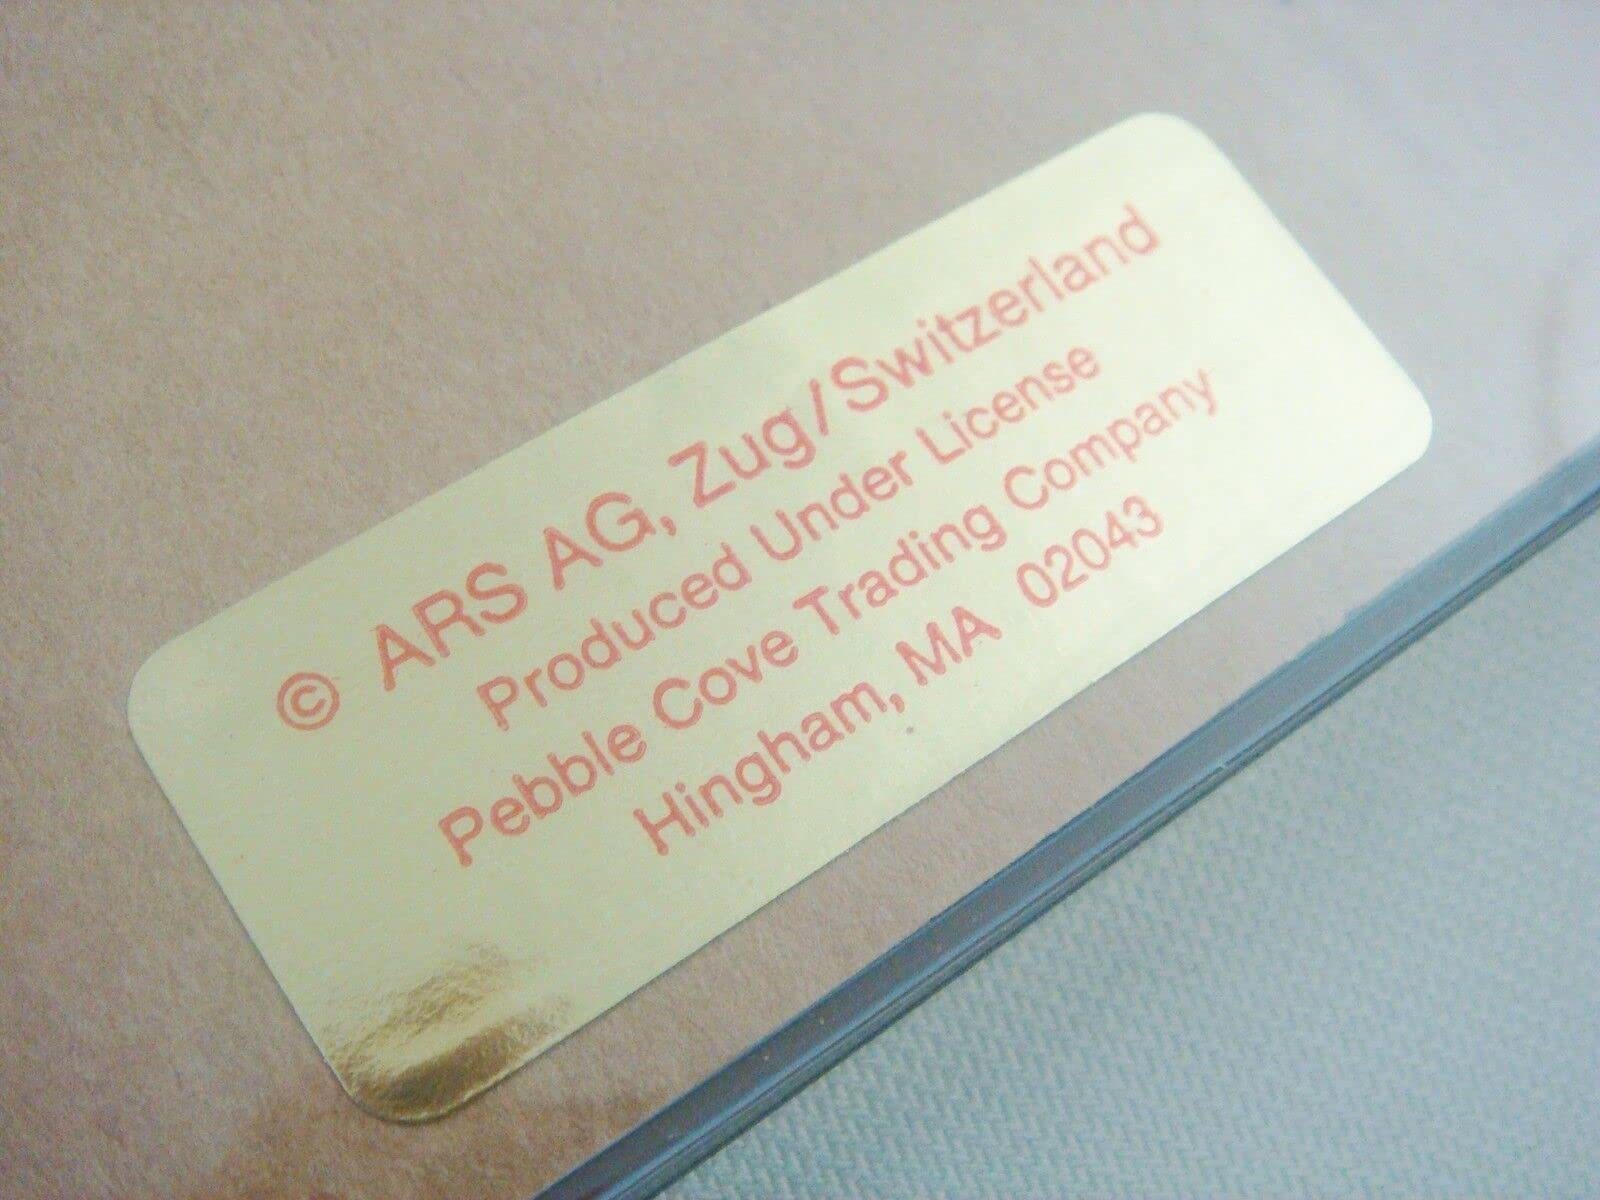 © ARS AG, Zug/Switzerland
Produced Under License
Pebble Cove Trading Company
Hingham, MA 02043